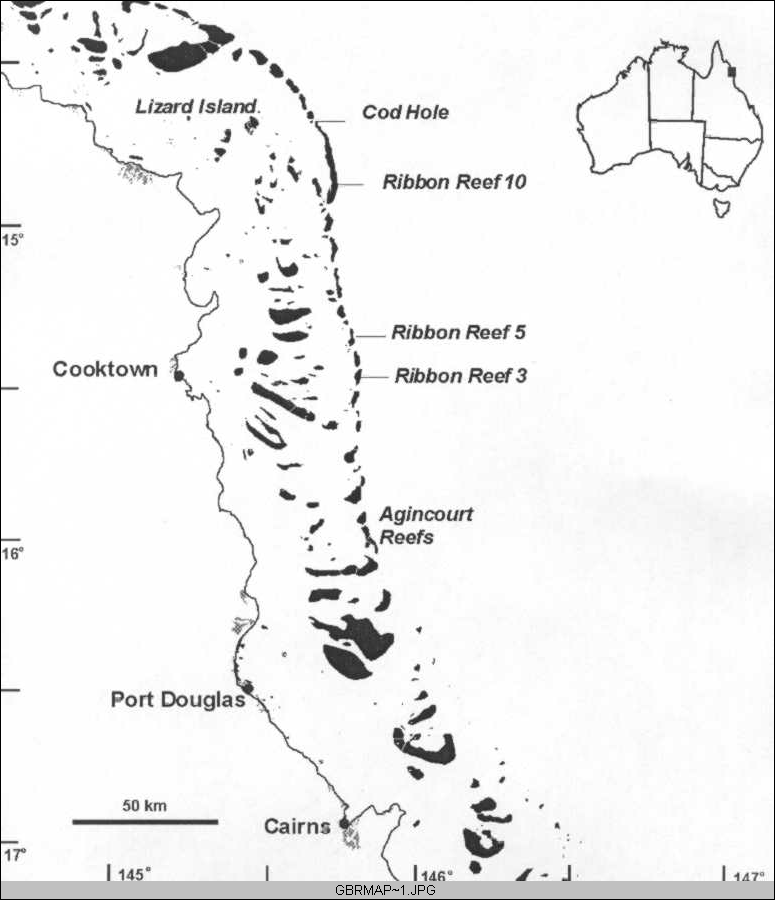 Lizard Island
Cod Hole
Ribbon Reef 10
15°
Ribbon Reef 5
Cooktown
Ribbon Reef 3
Agincourt
Reefs
16°
Port Douglas
50 km
Cairns
17°
145°
146°
147°
GBRMAP~1.JPG